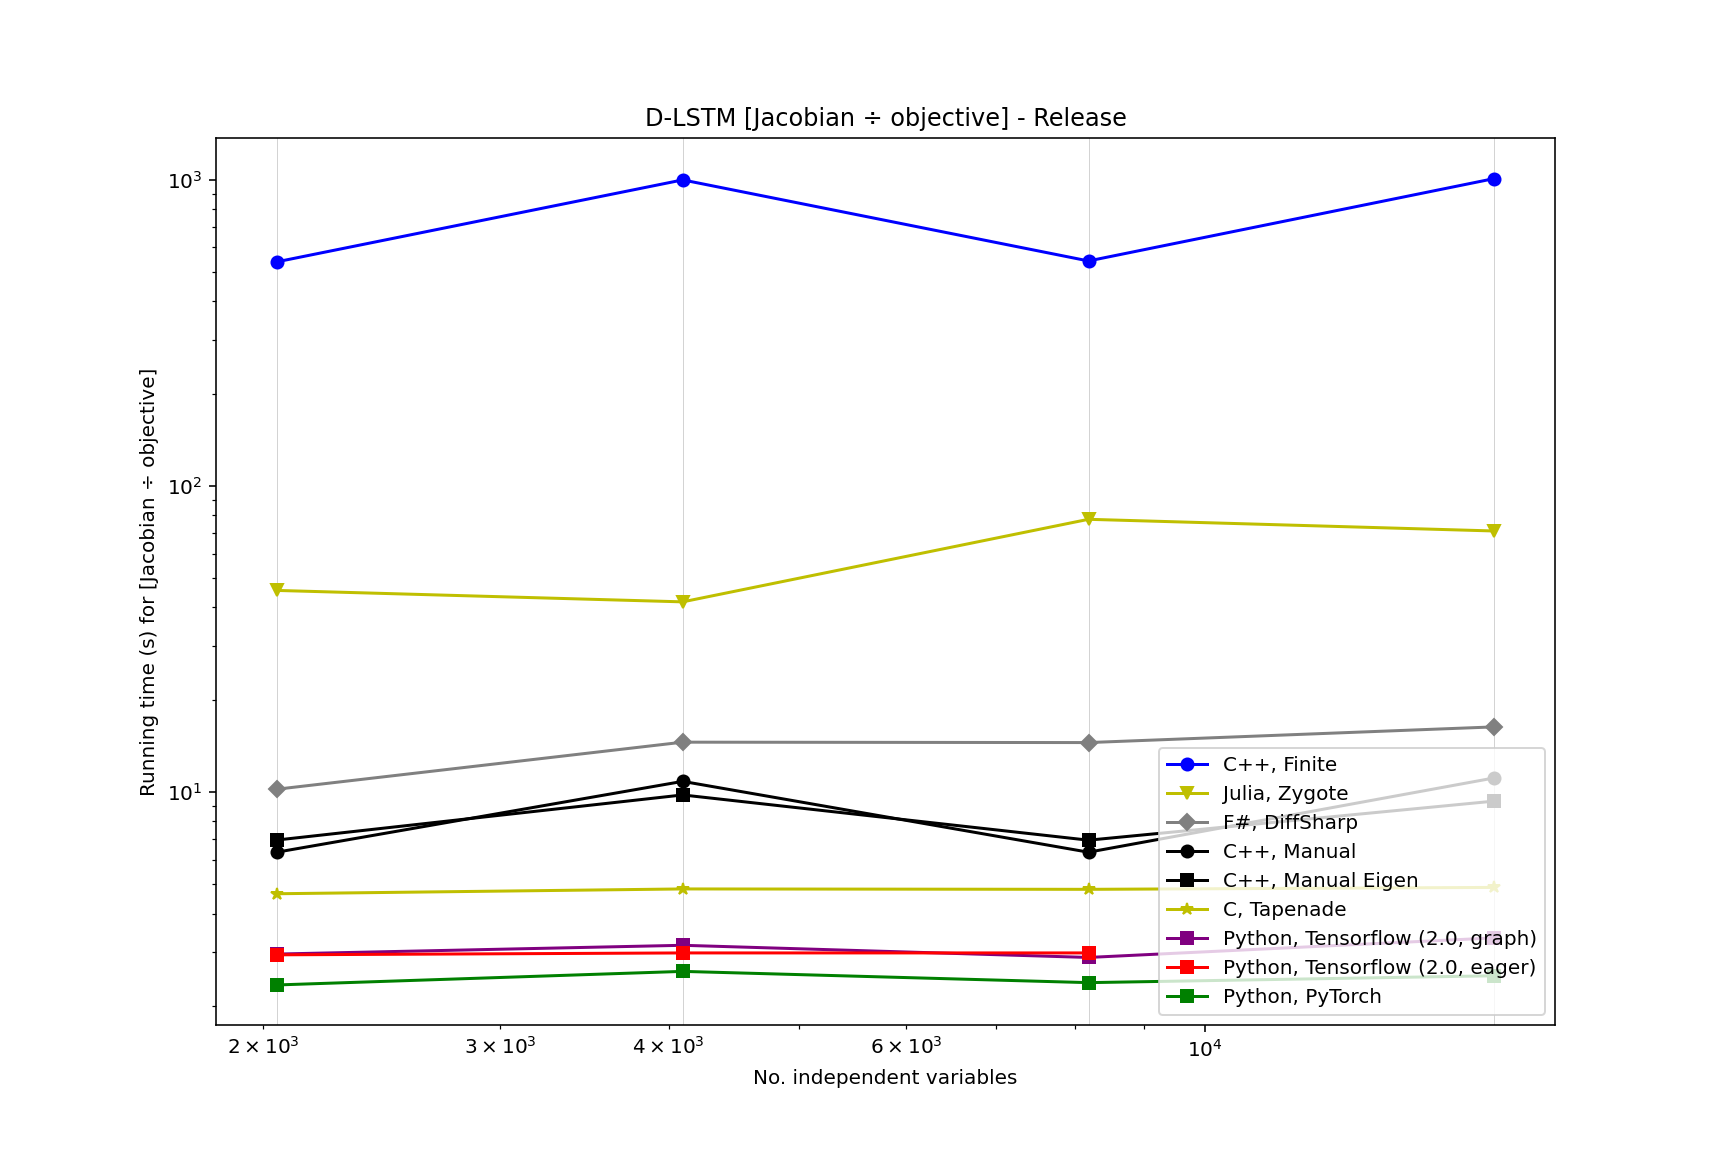 D-LSTM [Jacobian ÷ objective] - Release
Running time (s) for [Jacobian ÷ objective]
10³
10²
10¹
C++, Finite
Julia, Zygote
F#, DiffSharp
C++, Manual
C++, Manual Eigen
C, Tapenade
Python, Tensorflow (2.0, graph)
Python, Tensorflow (2.0, eager)
Python, PyTorch
2 × 10³ 3 × 10³ 4 × 10³ 6 × 10³ 10⁴
No. independent variables